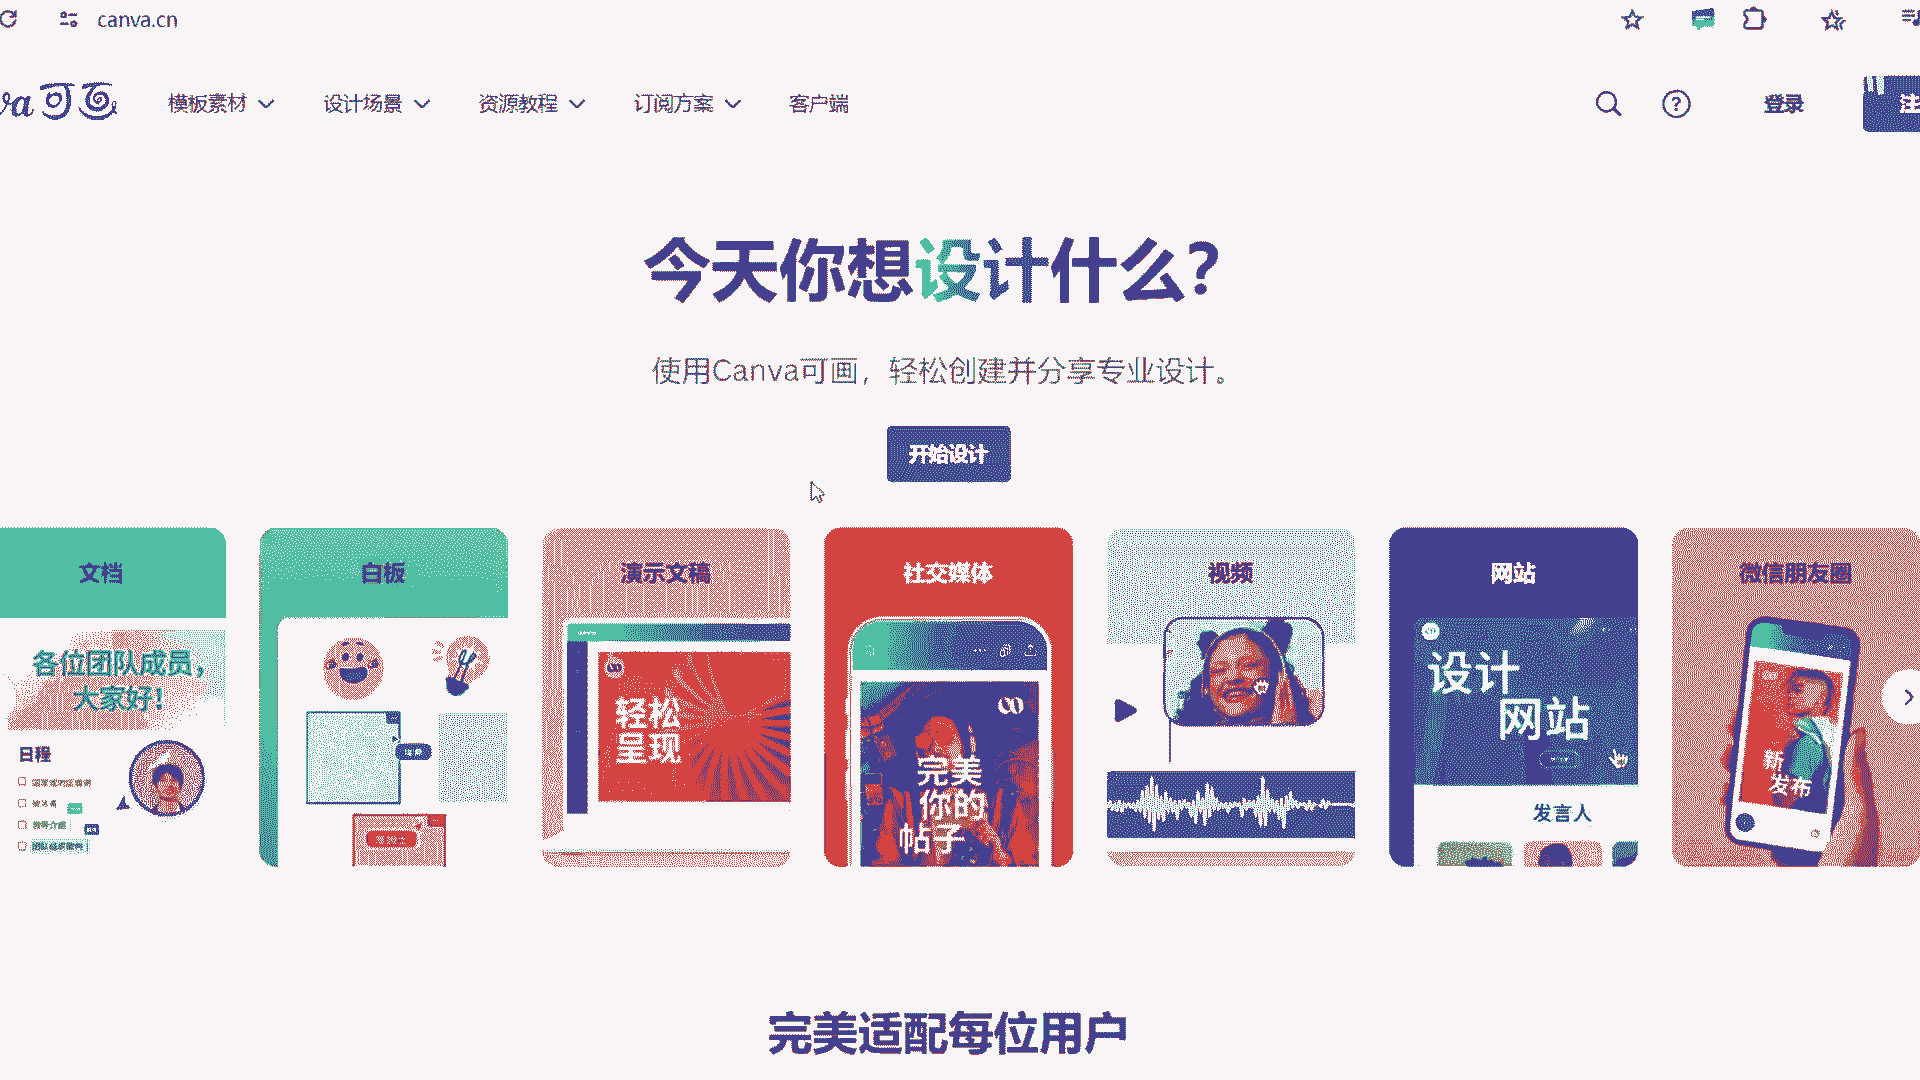 canva.cn
va可画
模板素材
设计场景
资源教程
订阅方案
客户端
登录
注
今天你想设计什么？
使用Canva可画，轻松创建并分享专业设计。
开始设计
文档
白板
演示文稿
社交媒体
视频
网站
微信朋友圈
各位团队成员，
大家好！
日程
轻松
呈现
完美
你的
帖子
设计
网站
发言人
新
发布
完美适配每位用户